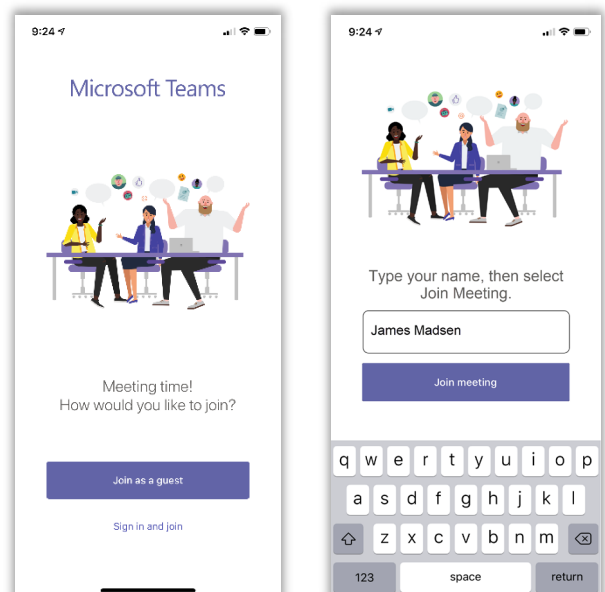 9:24
Microsoft Teams
Meeting time!
How would you like to join?
Join as a guest
Sign in and join
9:24
Type your name, then select
Join Meeting.
James Madsen
Join meeting
q w e r t y u i o p
a s d f g h j k l
z x c v b n m
123 space return